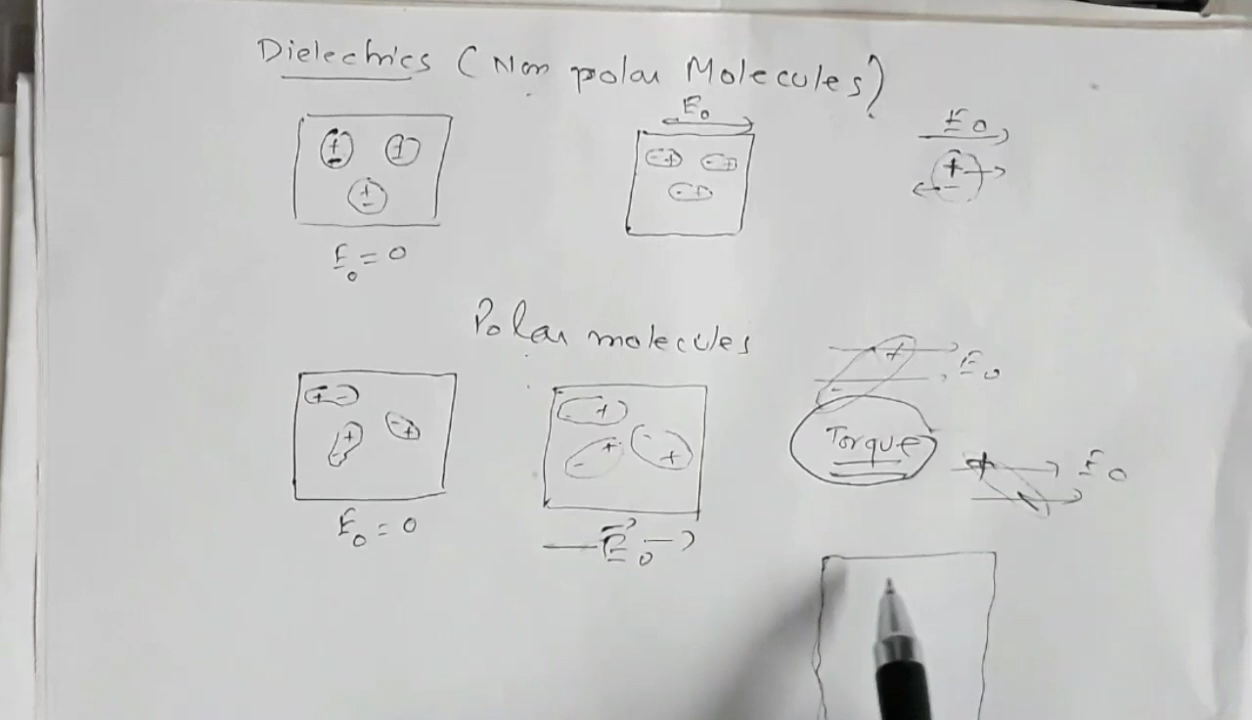 Dielectrics (Non polar Molecules)
E₀
E₀
+ -
+ -
+ -
- +
- +
- +
+
-
E₀ = 0
Polar molecules
+
-
E₀
+ -
- +
+ -
- +
- +
- +
Torque
+
-
E₀
E₀ = 0
E₀